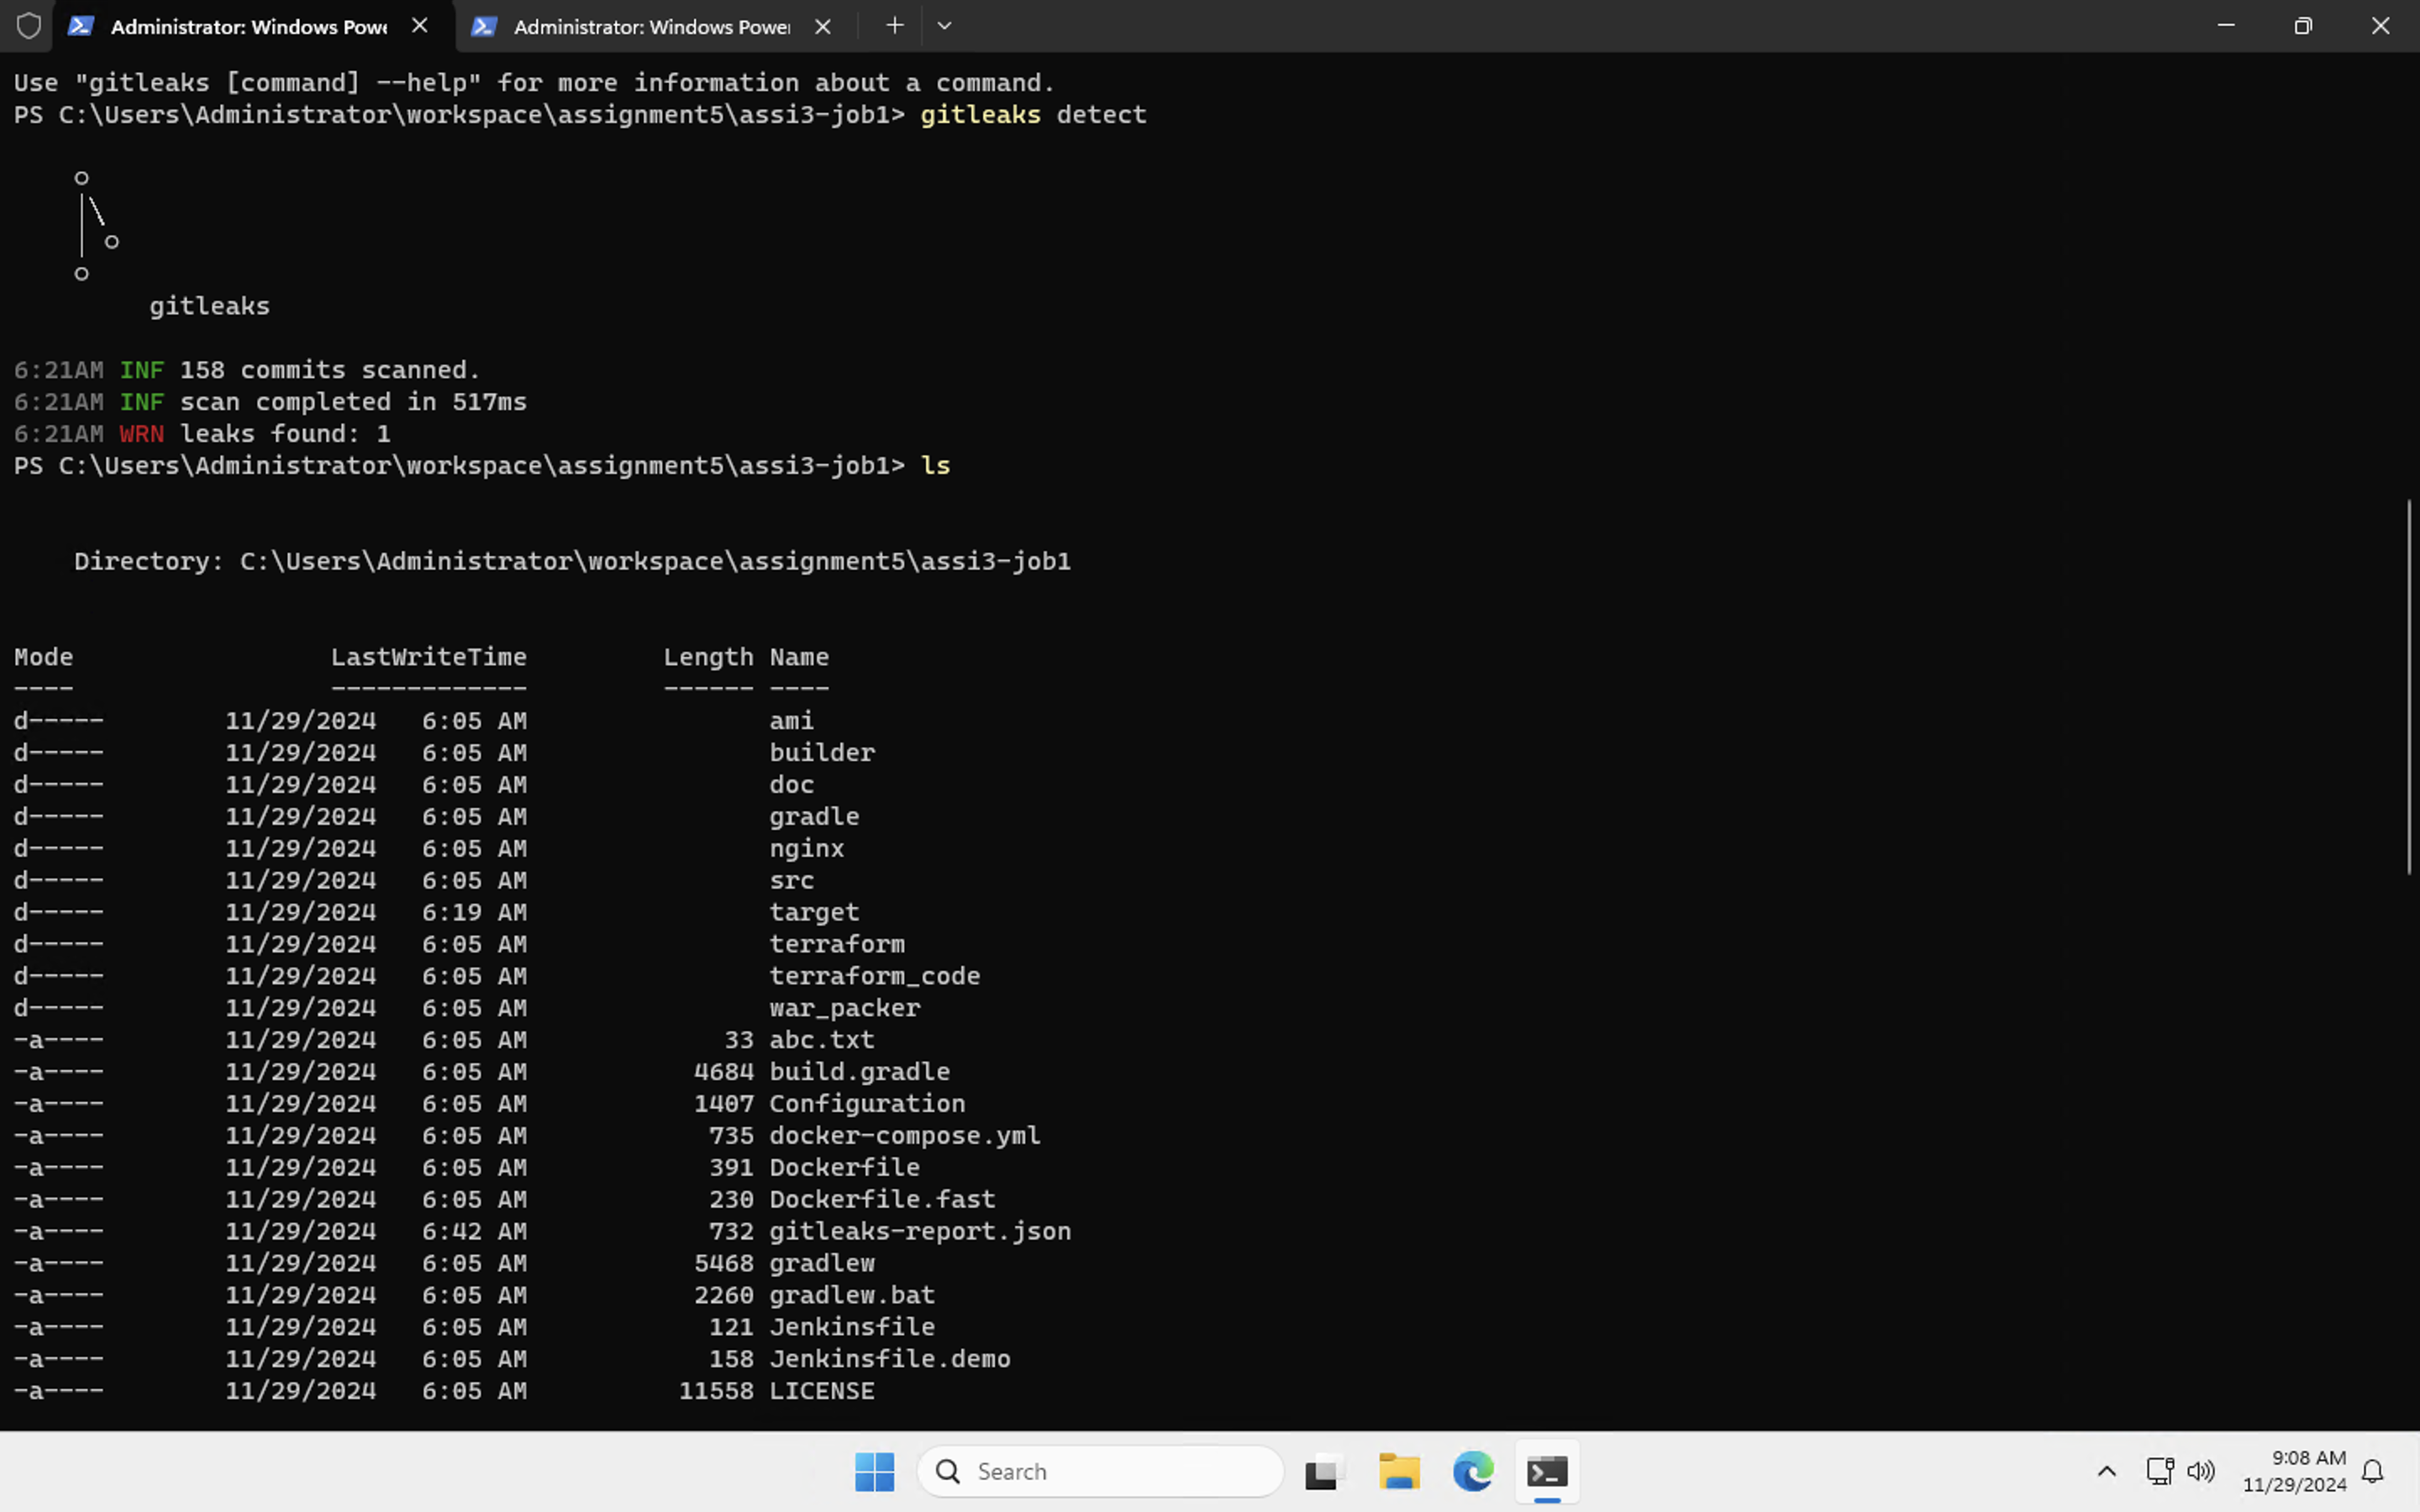 Administrator: Windows Powe
Administrator: Windows Power
Use "gitleaks [command] --help" for more information about a command.
PS C:\Users\Administrator\workspace\assignment5\assi3-job1> gitleaks detect
gitleaks
6:21AM INF 158 commits scanned.
6:21AM INF scan completed in 517ms
6:21AM WRN leaks found: 1
PS C:\Users\Administrator\workspace\assignment5\assi3-job1> ls
Directory: C:\Users\Administrator\workspace\assignment5\assi3-job1
Mode LastWriteTime Length Name
---- ------------- ------ ----
d----- 11/29/2024 6:05 AM ami
d----- 11/29/2024 6:05 AM builder
d----- 11/29/2024 6:05 AM doc
d----- 11/29/2024 6:05 AM gradle
d----- 11/29/2024 6:05 AM nginx
d----- 11/29/2024 6:05 AM src
d----- 11/29/2024 6:19 AM target
d----- 11/29/2024 6:05 AM terraform
d----- 11/29/2024 6:05 AM terraform_code
d----- 11/29/2024 6:05 AM war_packer
-a---- 11/29/2024 6:05 AM 33 abc.txt
-a---- 11/29/2024 6:05 AM 4684 build.gradle
-a---- 11/29/2024 6:05 AM 1407 Configuration
-a---- 11/29/2024 6:05 AM 735 docker-compose.yml
-a---- 11/29/2024 6:05 AM 391 Dockerfile
-a---- 11/29/2024 6:05 AM 230 Dockerfile.fast
-a---- 11/29/2024 6:42 AM 732 gitleaks-report.json
-a---- 11/29/2024 6:05 AM 5468 gradlew
-a---- 11/29/2024 6:05 AM 2260 gradlew.bat
-a---- 11/29/2024 6:05 AM 121 Jenkinsfile
-a---- 11/29/2024 6:05 AM 158 Jenkinsfile.demo
-a---- 11/29/2024 6:05 AM 11558 LICENSE
Search
9:08 AM
11/29/2024